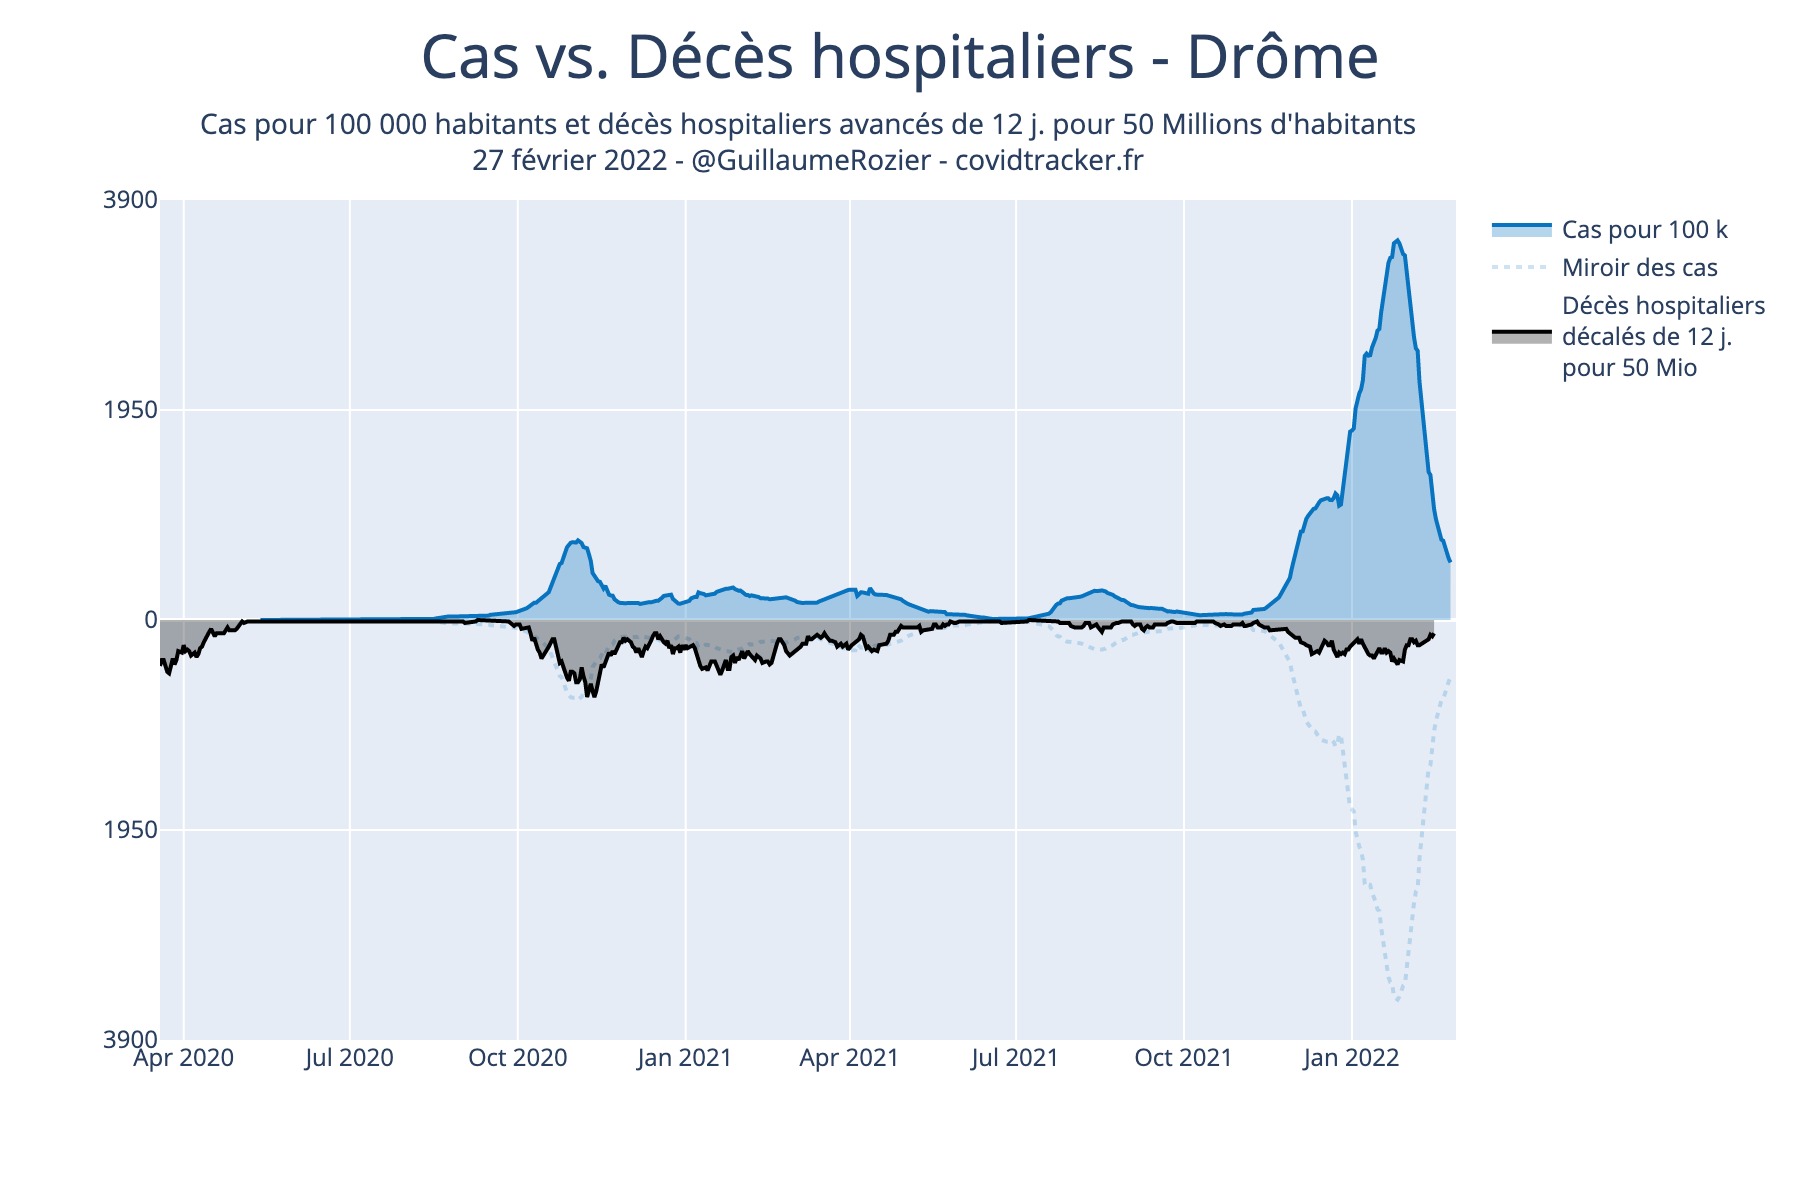 Cas vs. Décès hospitaliers - Drôme
Cas pour 100 000 habitants et décès hospitaliers avancés de 12 j. pour 50 Millions d'habitants
27 février 2022 - @GuillaumeRozier - covidtracker.fr
3900
1950
0
1950
3900
Apr 2020
Jul 2020
Oct 2020
Jan 2021
Apr 2021
Jul 2021
Oct 2021
Jan 2022
Cas pour 100 k
Miroir des cas
Décès hospitaliers
décalés de 12 j.
pour 50 Mio